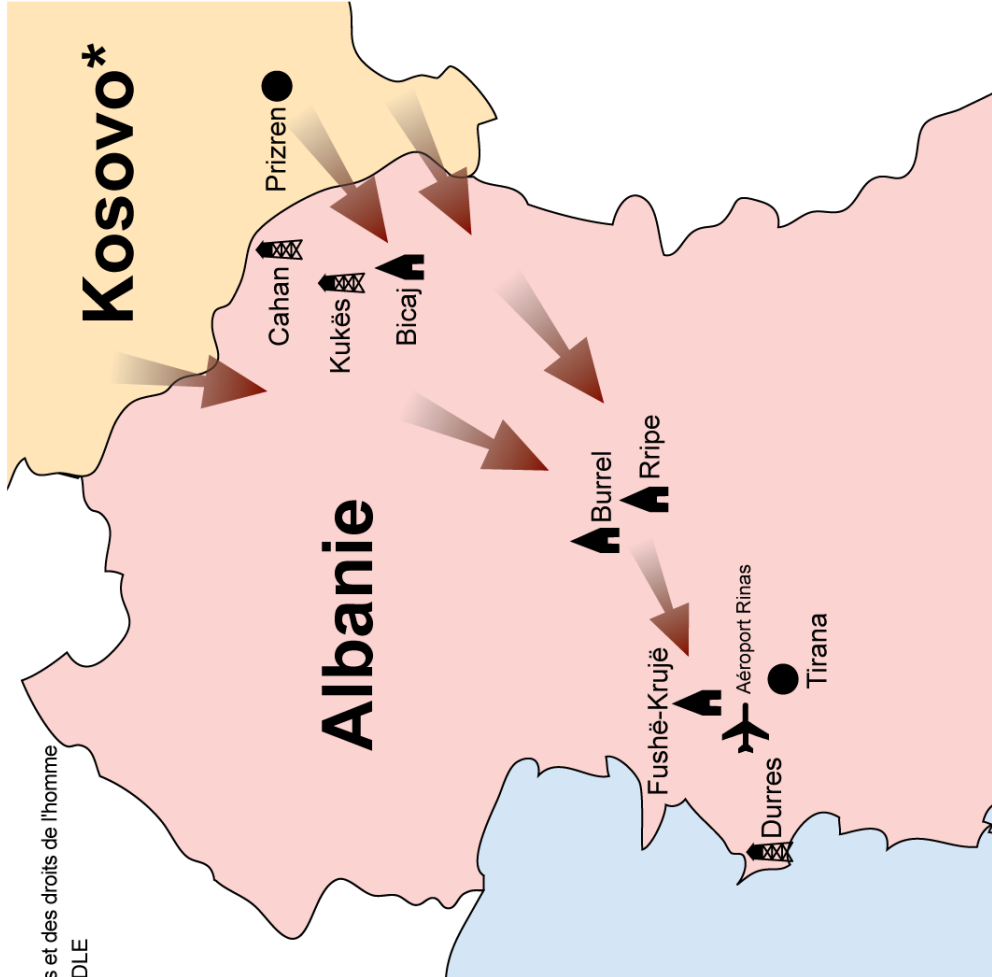 s et des droits de l'homme
DLE
Kosovo*
Prizren
Cahan
Kukës
Bicaj
Albanie
Burrel
Rripe
Fushë-Krujë
Aéroport Rinas
Tirana
Durres